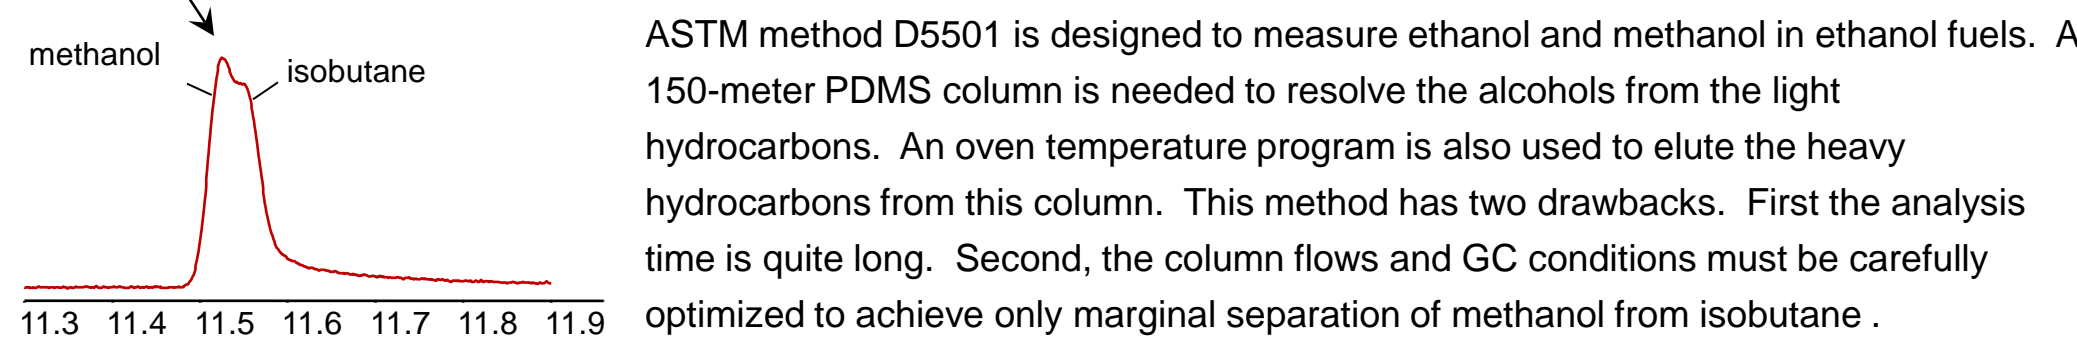 methanol
isobutane
11.3 11.4 11.5 11.6 11.7 11.8 11.9
ASTM method D5501 is designed to measure ethanol and methanol in ethanol fuels.  A
150-meter PDMS column is needed to resolve the alcohols from the light
hydrocarbons.  An oven temperature program is also used to elute the heavy
hydrocarbons from this column.  This method has two drawbacks.  First the analysis
time is quite long.  Second, the column flows and GC conditions must be carefully
optimized to achieve only marginal separation of methanol from isobutane .